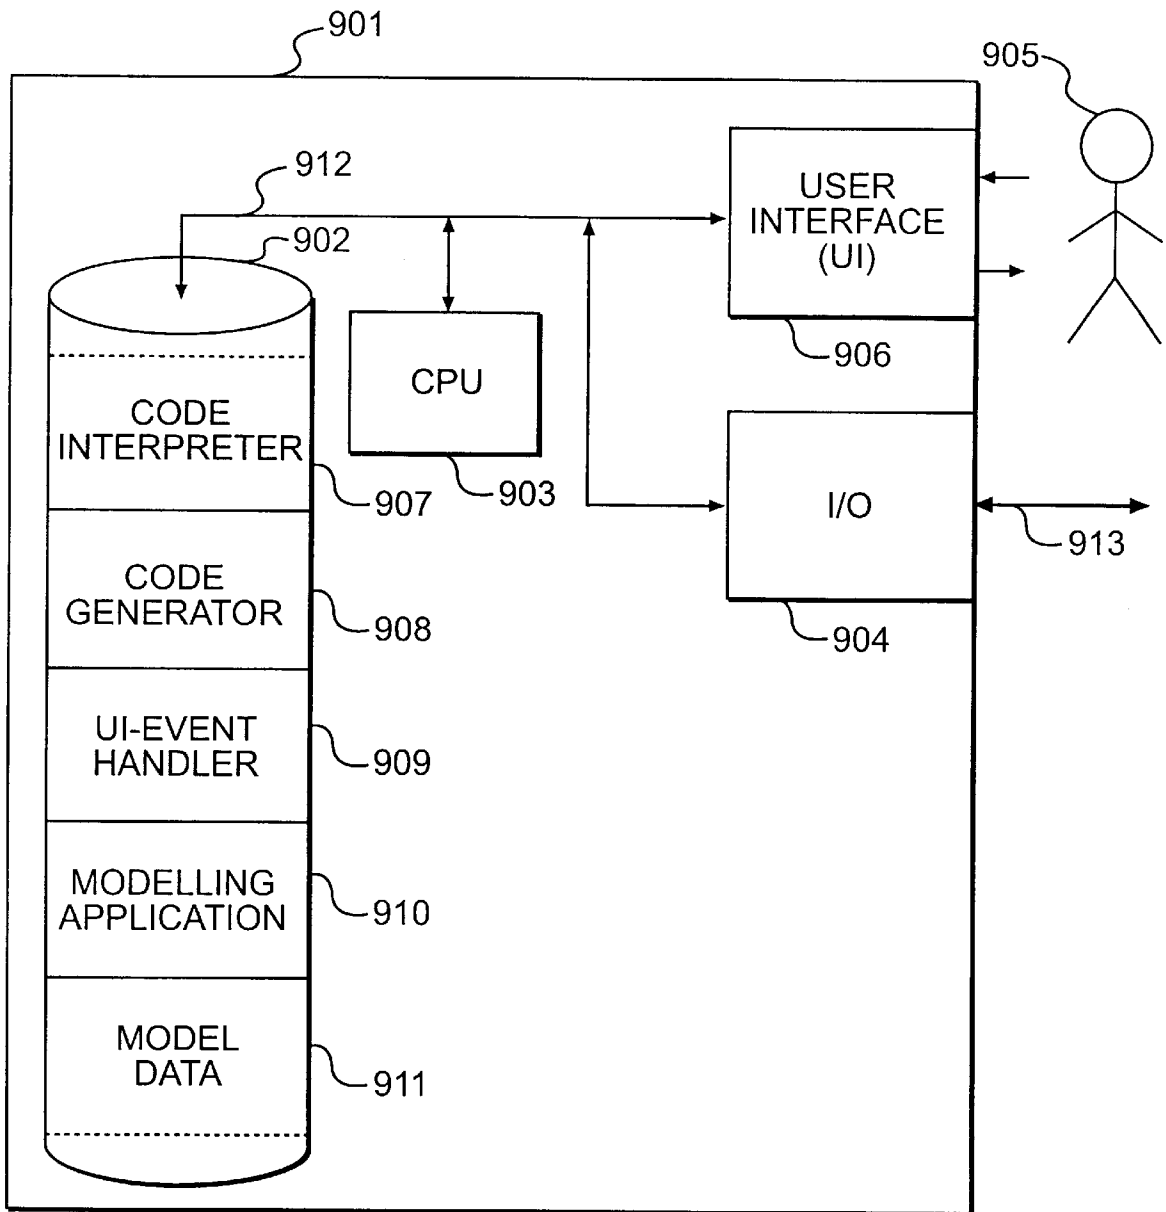 901
905
912
902
USER
INTERFACE
(UI)
906
CPU
903
CODE
INTERPRETER
907
I/O
913
904
CODE
GENERATOR
908
UI-EVENT
HANDLER
909
MODELLING
APPLICATION
910
MODEL
DATA
911